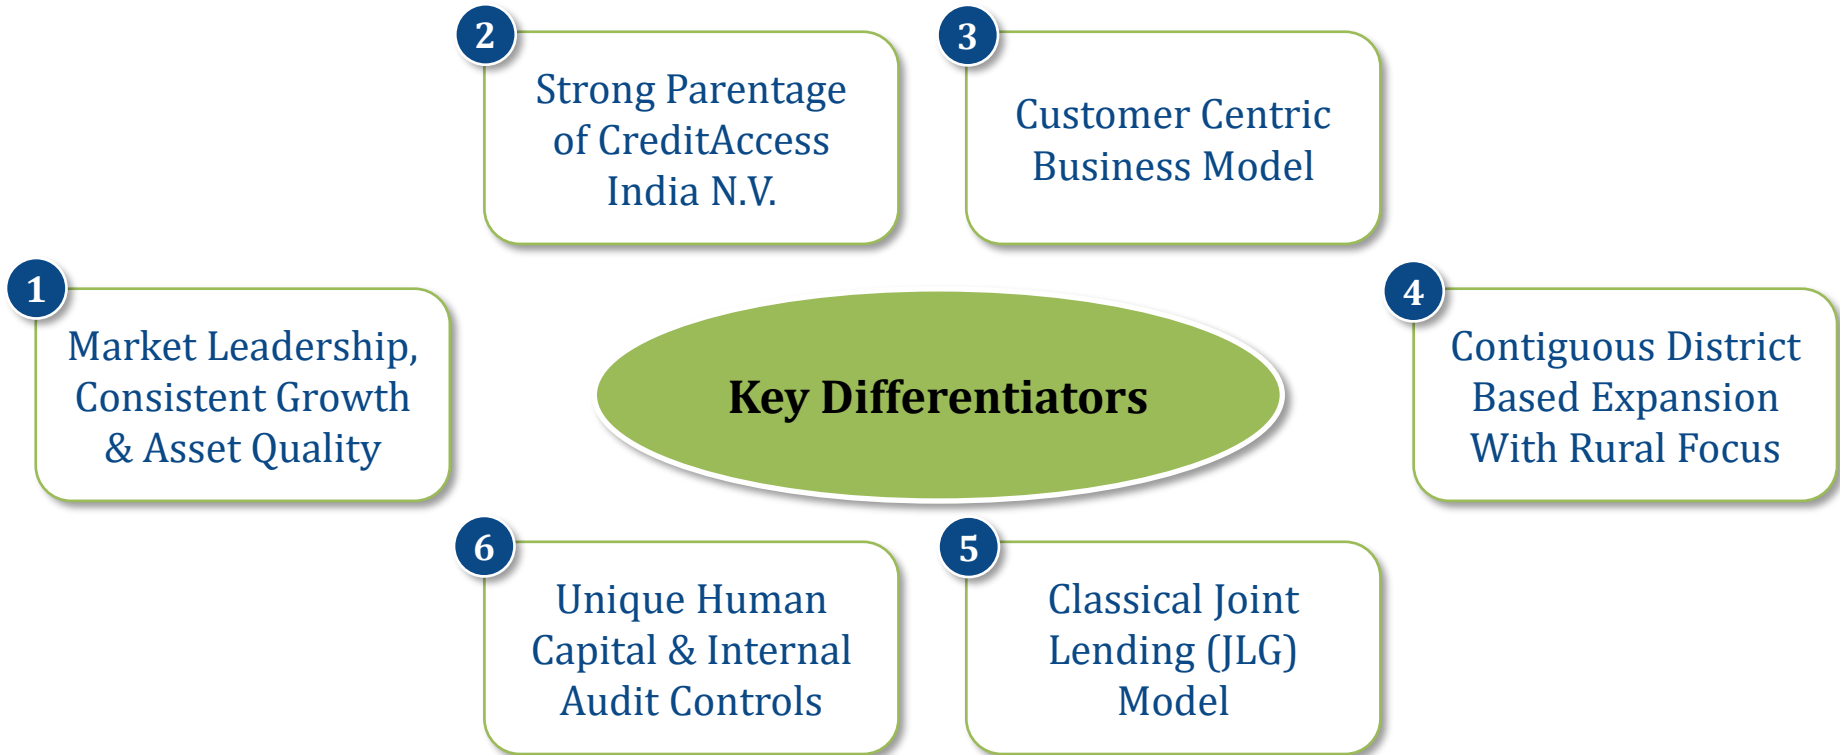 1
Market Leadership,
Consistent Growth
& Asset Quality
2
Strong Parentage
of CreditAccess
India N.V.
3
Customer Centric
Business Model
4
Contiguous District
Based Expansion
With Rural Focus
Key Differentiators
5
Classical Joint
Lending (JLG)
Model
6
Unique Human
Capital & Internal
Audit Controls